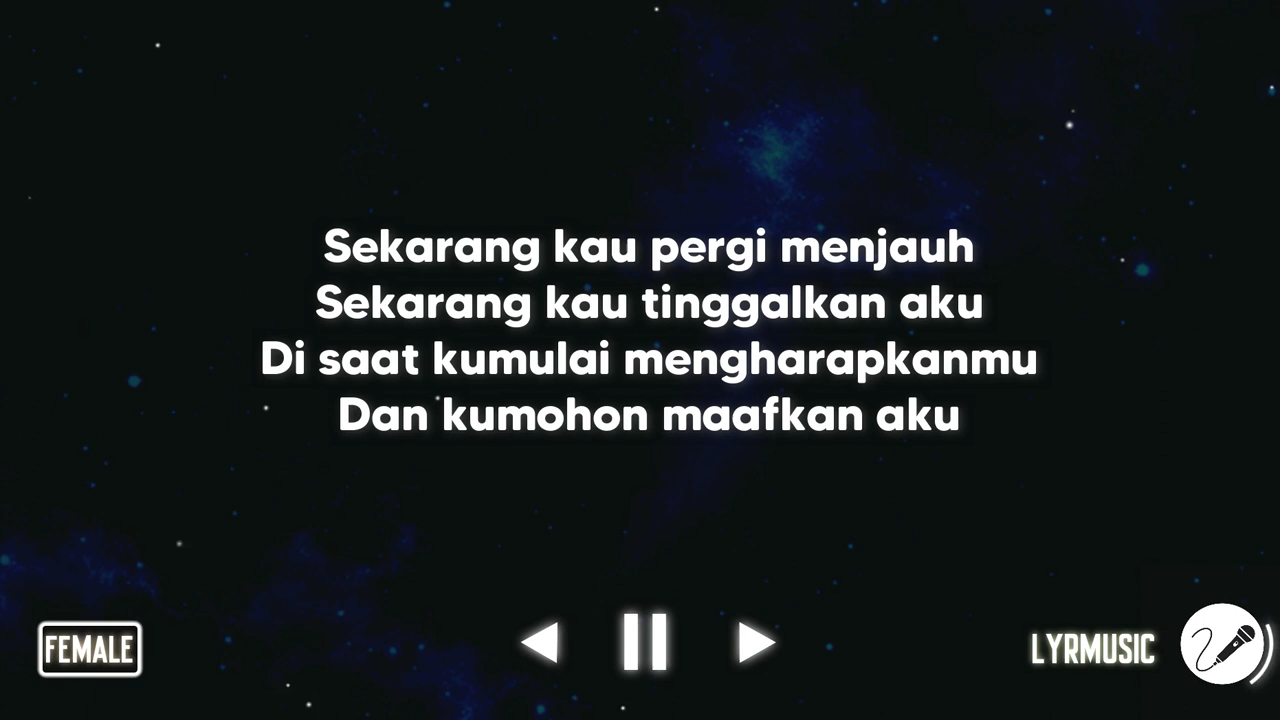 Sekarang kau pergi menjauh
Sekarang kau tinggalkan aku
Di saat kumulai mengharapkanmu
Dan kumohon maafkan aku
FEMALE
LYRMUSIC